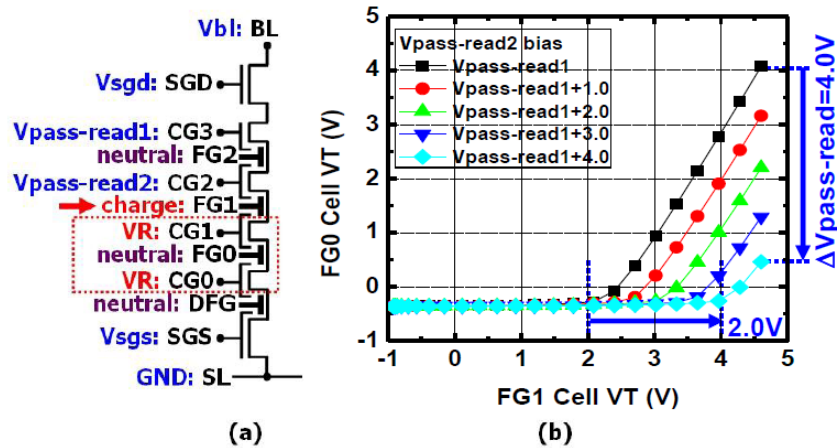 (a)
Vbl: BL
Vsgd: SGD
Vpass-read1: CG3
neutral: FG2
Vpass-read2: CG2
charge: FG1
VR: CG1
neutral: FG0
VR: CG0
neutral: DFG
Vsgs: SGS
GND: SL
(a)
5
4
3
2
1
0
-1
FG0 Cell VT (V)
Vpass-read2 bias
Vpass-read1
Vpass-read1+1.0
Vpass-read1+2.0
Vpass-read1+3.0
Vpass-read1+4.0
ΔVpass-read=4.0V
2.0V
-1 0 1 2 3 4 5
FG1 Cell VT (V)
(b)